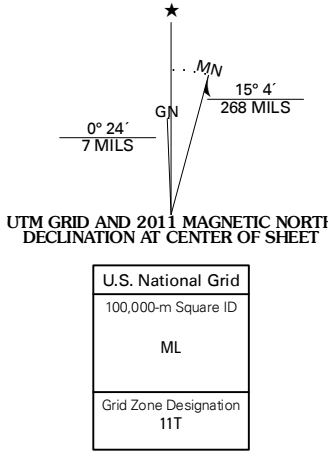 ★
MN
15° 4´
268 MILS
GN
0° 24´
7 MILS
UTM GRID AND 2011 MAGNETIC NORTH
DECLINATION AT CENTER OF SHEET
U.S. National Grid
100,000-m Square ID
ML
Grid Zone Designation
11T